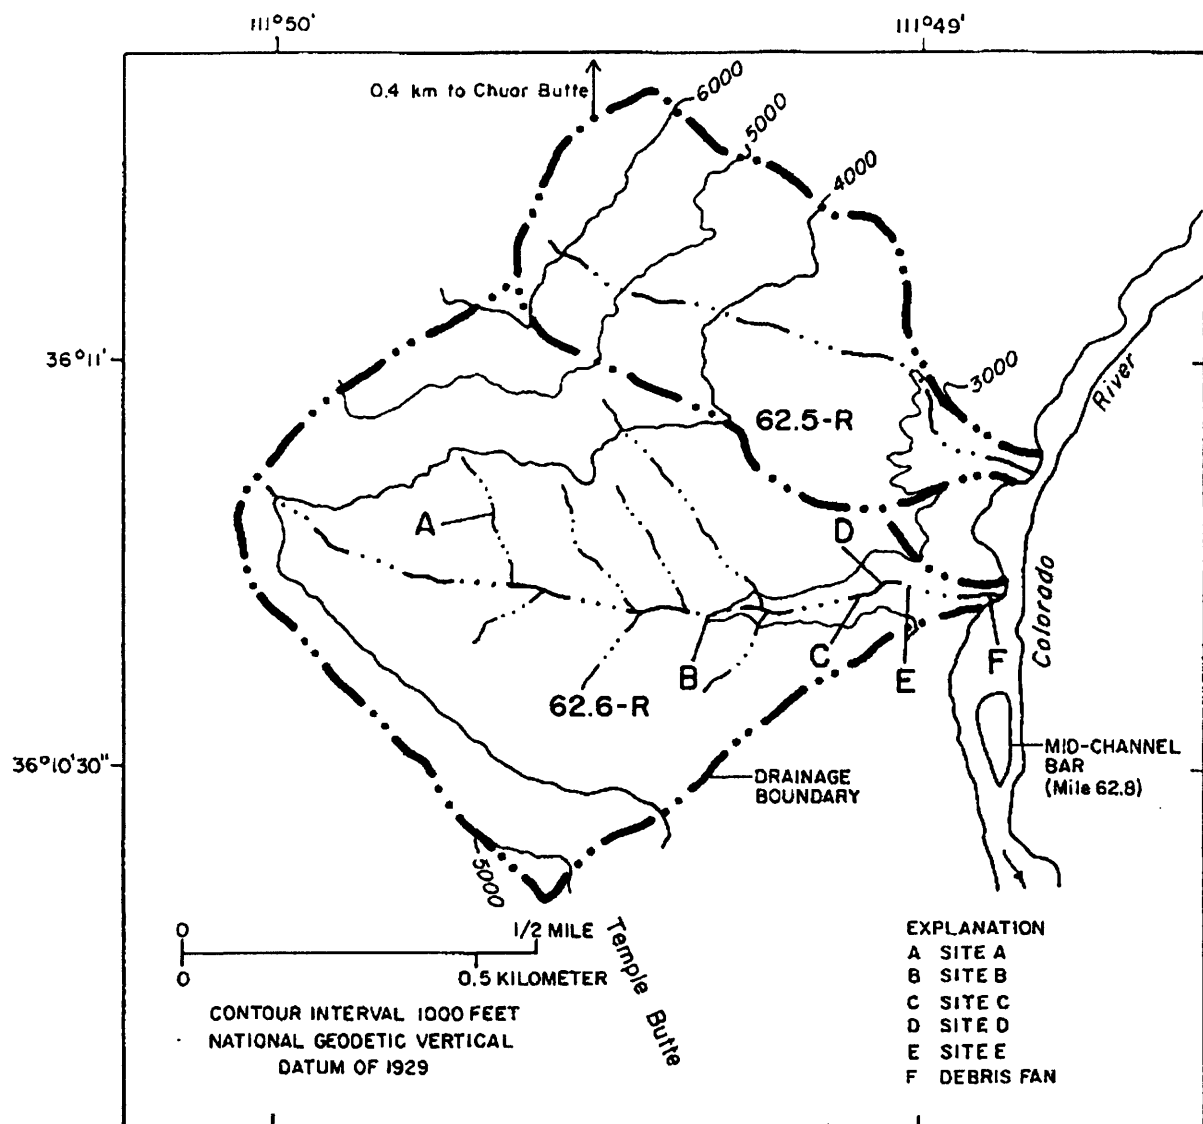 111°50'
111°49'
0.4 km to Chuar Butte
6000
5000
4000
36°11'
3000
River
62.5-R
A
D
Colorado
B
C
E
F
62.6-R
36°10'30"
DRAINAGE
BOUNDARY
MID-CHANNEL
BAR
(Mile 62.8)
5000
Temple Butte
0
1/2 MILE
0
0.5 KILOMETER
CONTOUR INTERVAL 1000 FEET
NATIONAL GEODETIC VERTICAL
DATUM OF 1929
EXPLANATION
A SITE A
B SITE B
C SITE C
D SITE D
E SITE E
F DEBRIS FAN